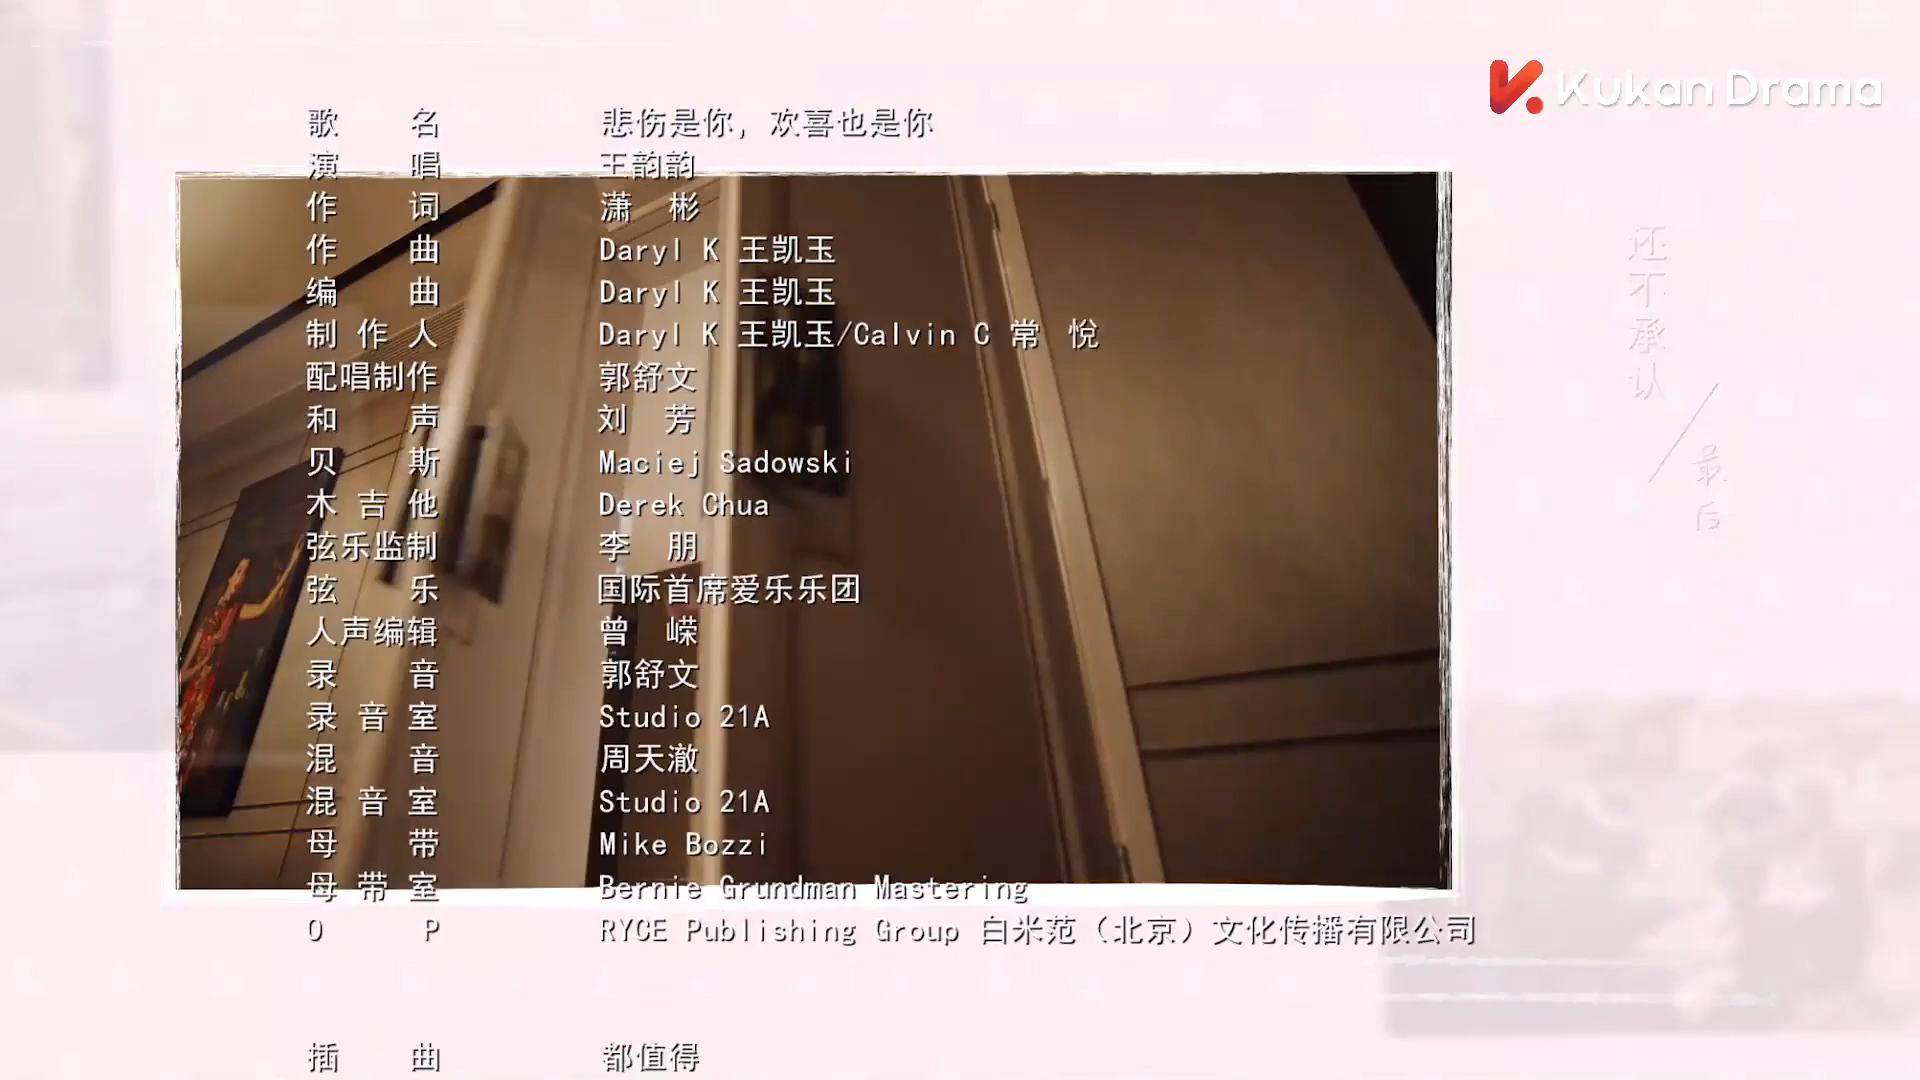 Kukan Drama
歌 名 悲伤是你，欢喜也是你
演 唱 王韵韵
作 词 潇 彬
作 曲 Daryl K 王凯玉
编 曲 Daryl K 王凯玉
制 作 人 Daryl K 王凯玉/Calvin C 常 悦
配唱制作 郭舒文
和 声 刘 芳
贝 斯 Maciej Sadowski
木 吉 他 Derek Chua
弦乐监制 李 朋
弦 乐 国际首席爱乐乐团
人声编辑 曾 嵘
录 音 郭舒文
录 音 室 Studio 21A
混 音 周天澈
混 音 室 Studio 21A
母 带 Mike Bozzi
母 带 室 Bernie Grundman Mastering
O P RYCE Publishing Group 白米范（北京）文化传播有限公司
插 曲 都值得
还不承认
最后